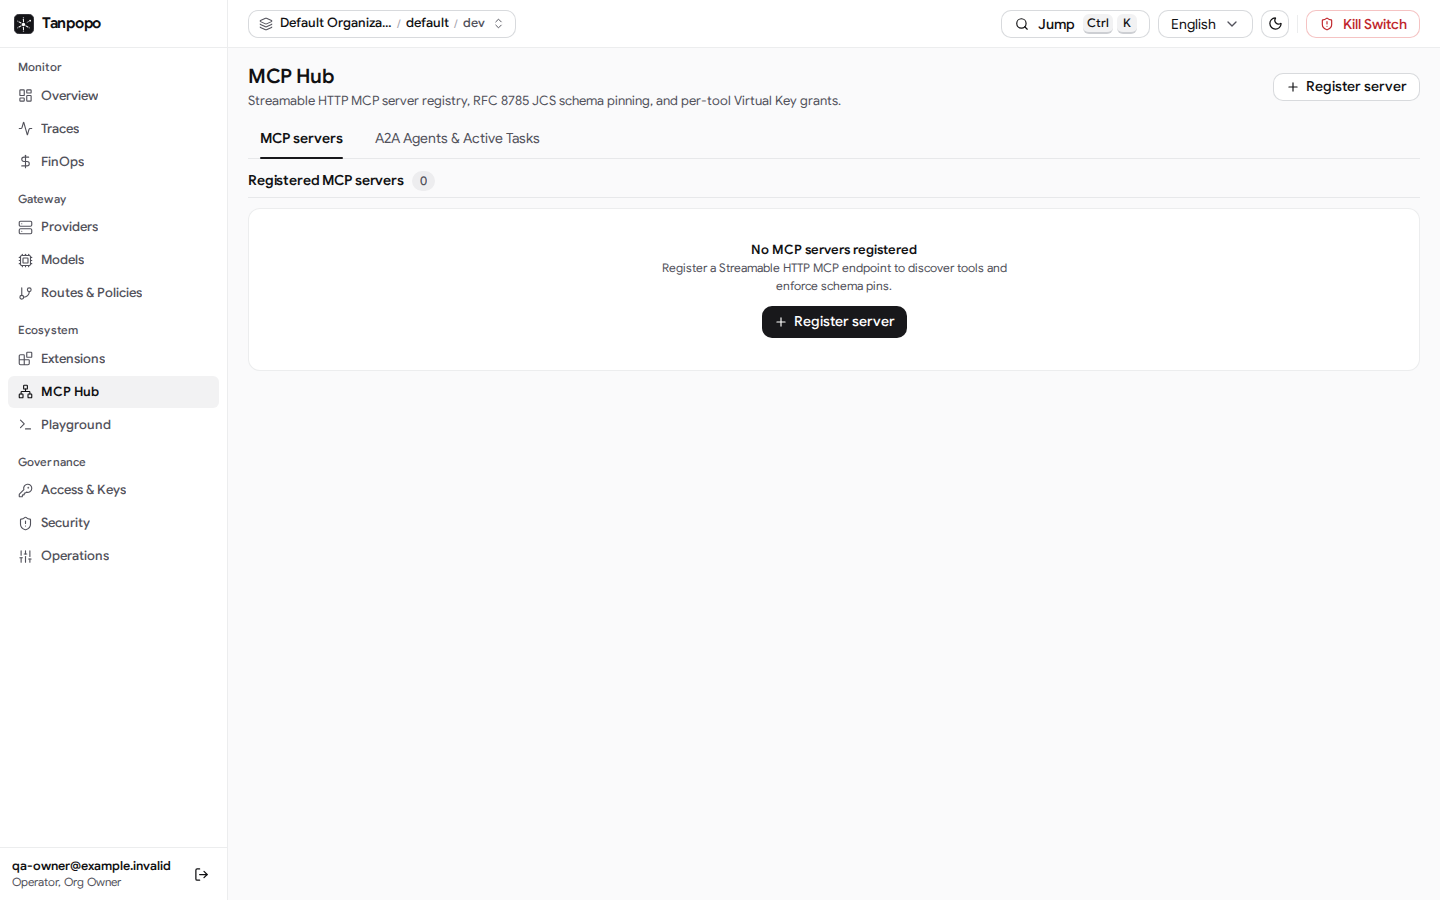 Tanpopo
Default Organiza... / default / dev
Jump Ctrl K
English
Kill Switch
Monitor
Overview
Traces
FinOps
Gateway
Providers
Models
Routes & Policies
Ecosystem
Extensions
MCP Hub
Playground
Governance
Access & Keys
Security
Operations
qa-owner@example.invalid
Operator, Org Owner
MCP Hub
Streamable HTTP MCP server registry, RFC 8785 JCS schema pinning, and per-tool Virtual Key grants.
Register server
MCP servers
A2A Agents & Active Tasks
Registered MCP servers 0
No MCP servers registered
Register a Streamable HTTP MCP endpoint to discover tools and
enforce schema pins.
Register server